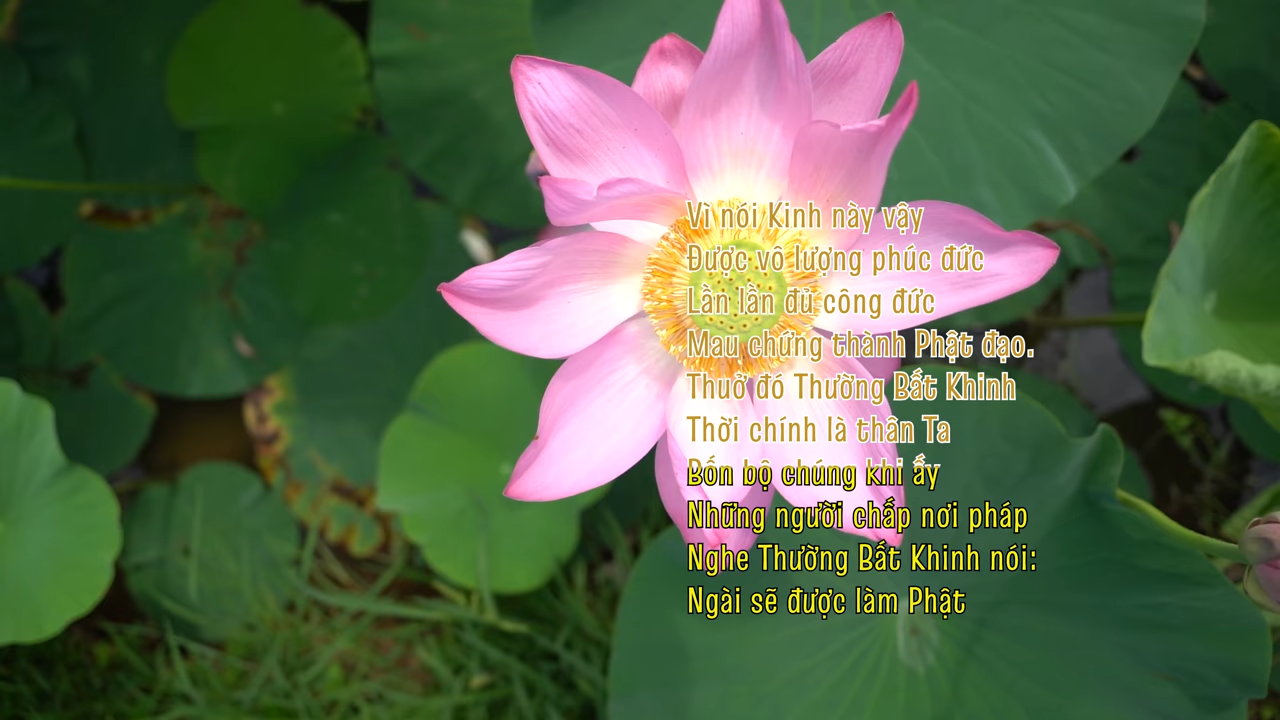 Vì nói Kinh này vậy
Được vô lượng phúc đức
Lần lần đủ công đức
Mau chứng thành Phật đạo.
Thuở đó Thường Bất Khinh
Thời chính là thân Ta
Bốn bộ chúng khi ấy
Những người chấp nơi pháp
Nghe Thường Bất Khinh nói:
Ngài sẽ được làm Phật